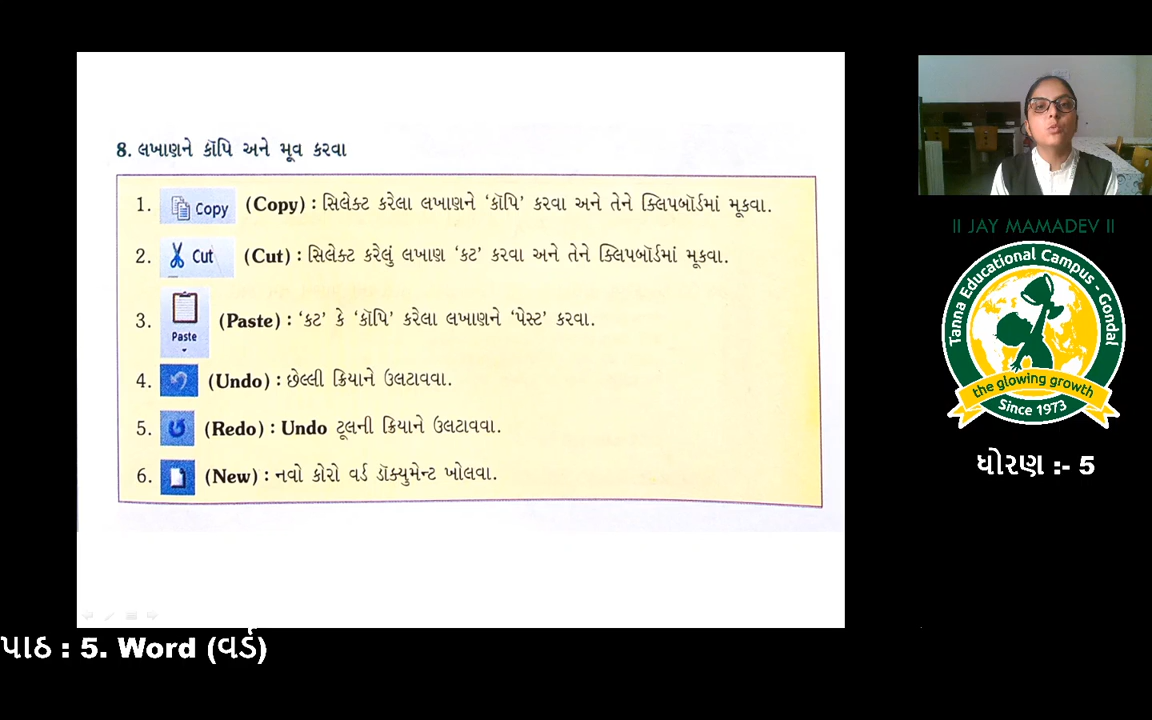 8. લખાણને કૉપિ અને મૂવ કરવા
1. Copy (Copy) : સિલેક્ટ કરેલા લખાણને ‘કૉપિ’ કરવા અને તેને ક્લિપબૉર્ડમાં મૂકવા.
2. Cut (Cut) : સિલેક્ટ કરેલું લખાણ ‘કટ’ કરવા અને તેને ક્લિપબૉર્ડમાં મૂકવા.
3. Paste (Paste) : ‘કટ’ કે ‘કૉપિ’ કરેલા લખાણને ‘પેસ્ટ’ કરવા.
4. (Undo) : છેલ્લી ક્રિયાને ઉલટાવવા.
5. (Redo) : Undo ટૂલની ક્રિયાને ઉલટાવવા.
6. (New) : નવો કોરો વર્ડ ડૉક્યુમેન્ટ ખોલવા.
II JAY MAMADEV II
Tanna Educational Campus - Gondal
the glowing growth
Since 1973
ધોરણ :- 5
પાઠ : 5. Word (વર્ડ)